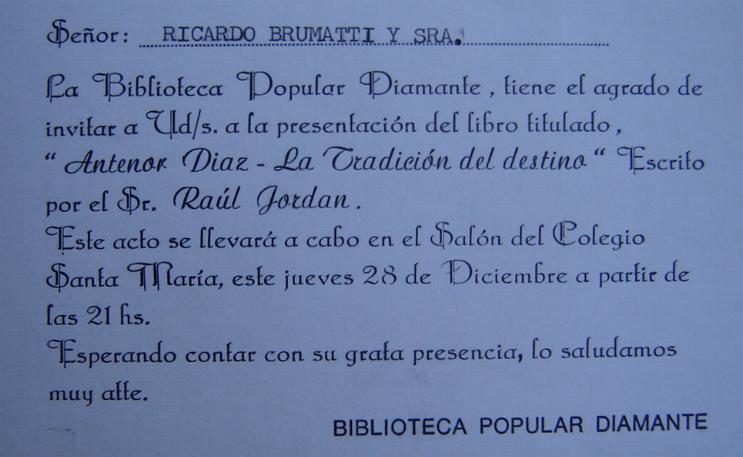 Señor: RICARDO BRUMATTI Y SRA.
La Biblioteca Popular Diamante, tiene el agrado de
invitar a Ud/s. a la presentación del libro titulado,
“ Antenor Diaz - La Tradición del destino “ Escrito
por el Sr. Raúl Jordan.
Este acto se llevará a cabo en el Salón del Colegio
Santa María, este jueves 28 de Diciembre a partir de
las 21 hs.
Esperando contar con su grata presencia, lo saludamos
muy atte.
BIBLIOTECA POPULAR DIAMANTE